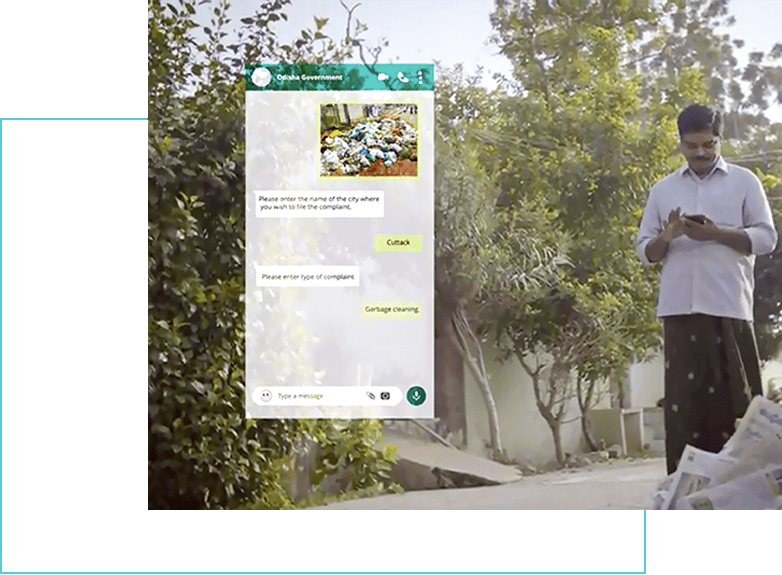 Odisha Government
Please enter the name of the city where
you wish to file the complaint.
Cuttack
Please enter type of complaint
Garbage cleaning
Type a message